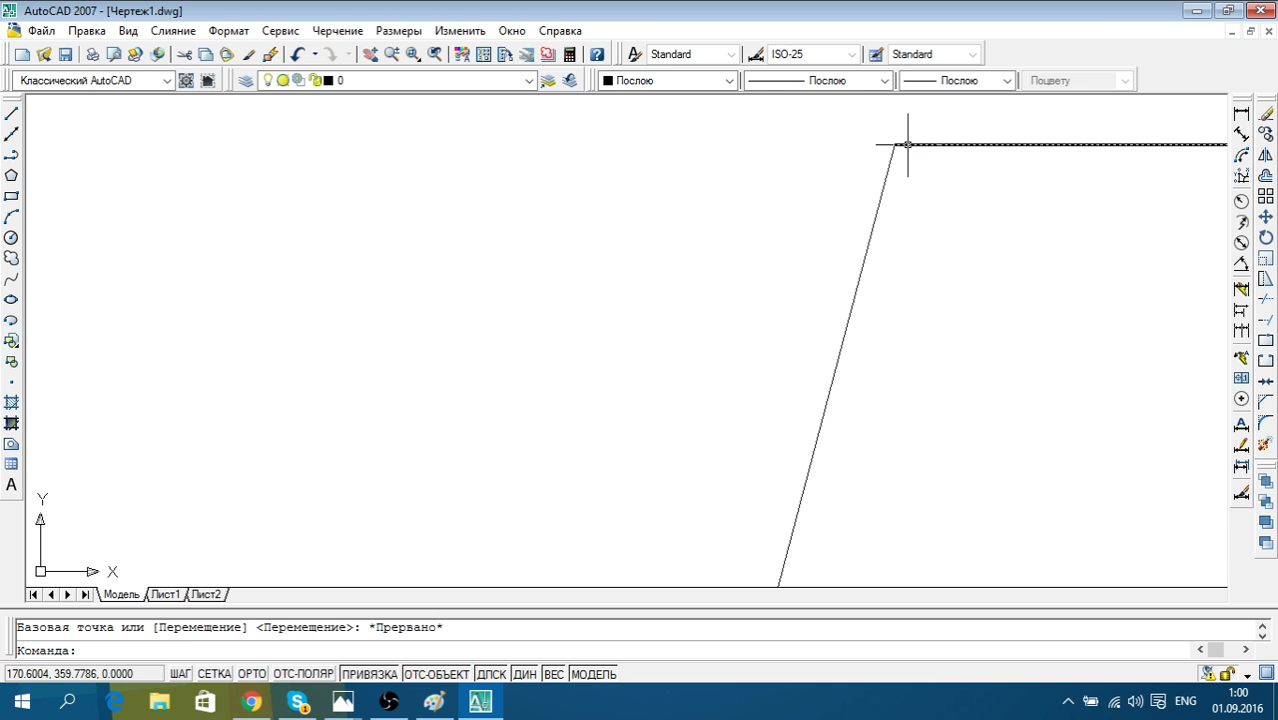 AutoCAD 2007 - [Чертеж1.dwg]
Файл Правка Вид Слияние Формат Сервис Черчение Размеры Изменить Окно Справка
Standard ISO-25 Standard
Классический AutoCAD 0 Послою Послою Послою Поцвету
A
Y
X
Модель Лист1 Лист2
Базовая точка или [Перемещение] <Перемещение>: *Прервано*
Команда:
170.6004, 359.7786, 0.0000 ШАГ СЕТКА ОРТО ОТС-ПОЛЯР ПРИВЯЗКА ОТС-ОБЪЕКТ ДПСК ДИН ВЕС МОДЕЛЬ
ENG 1:00
01.09.2016